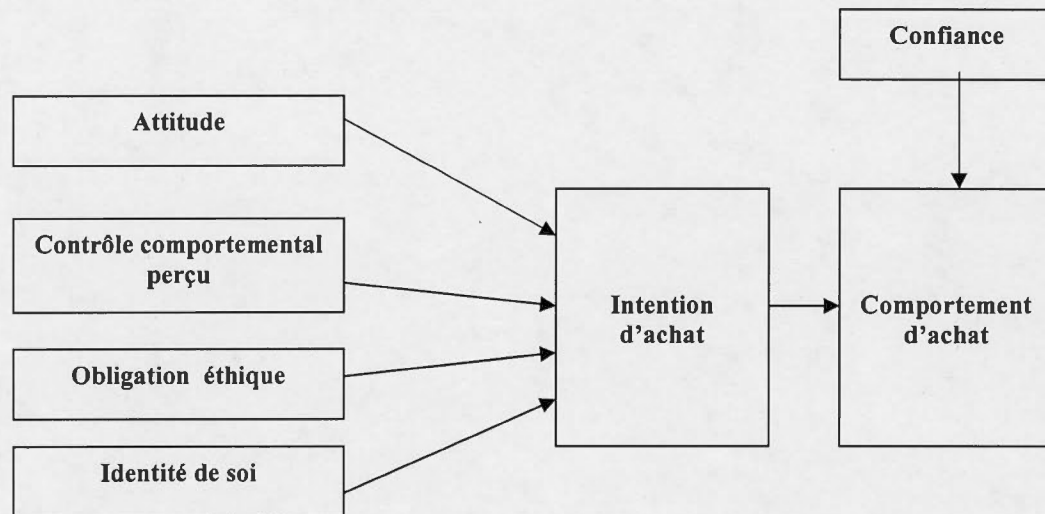 Confiance
Attitude
Contrôle comportemental
perçu
Obligation éthique
Identité de soi
Intention
d'achat
Comportement
d'achat